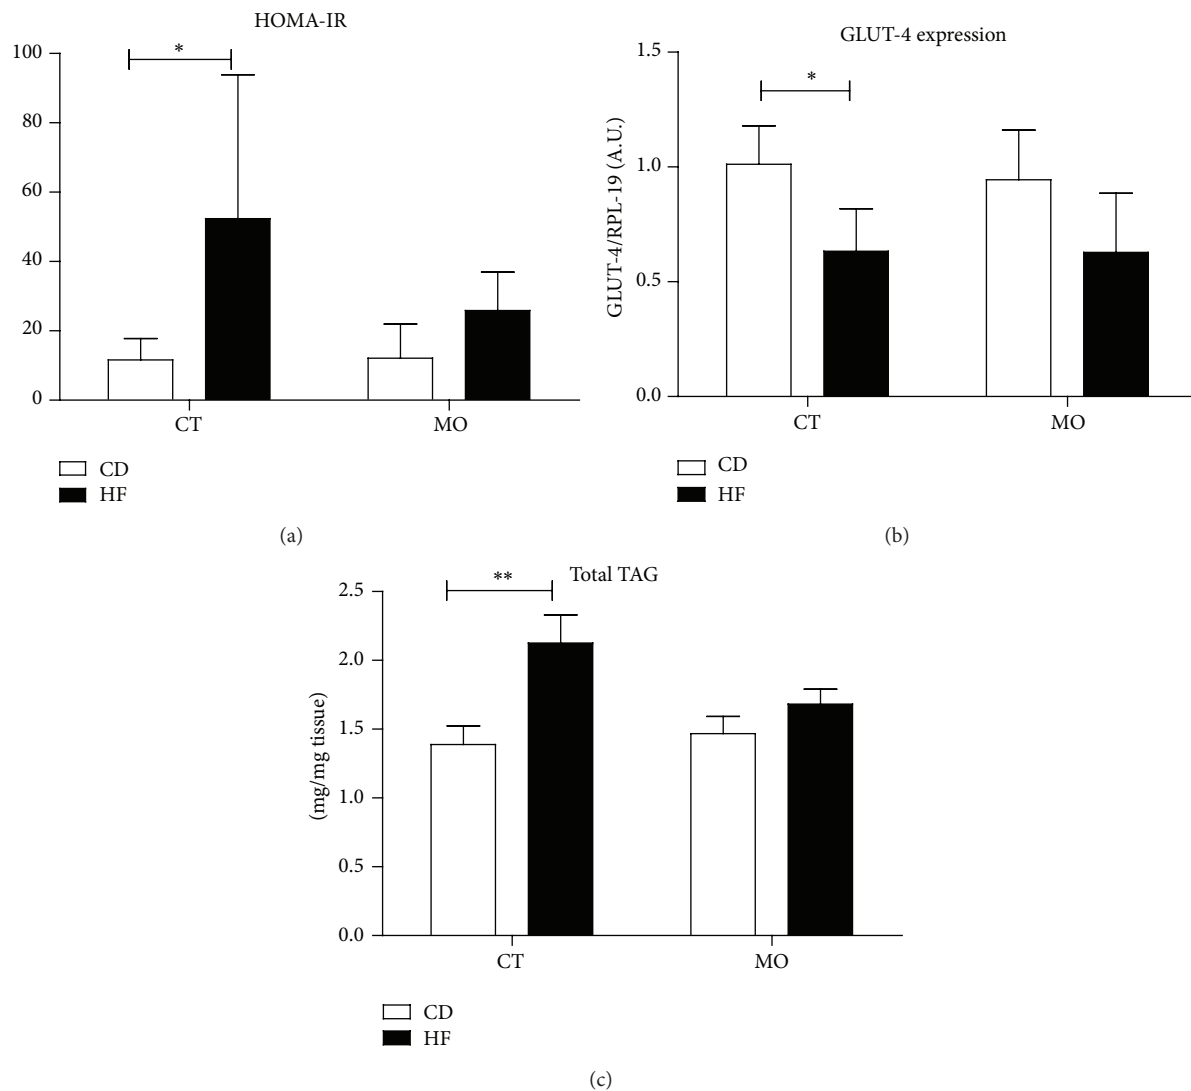 HOMA-IR
100
80
60
40
20
0
*
CT
MO
CD
HF
(a)
GLUT-4 expression
GLUT-4/RPL-19 (A.U.)
1.5
1.0
0.5
0.0
*
CT
MO
CD
HF
(b)
Total TAG
(mg/mg tissue)
2.5
2.0
1.5
1.0
0.5
0.0
**
CT
MO
CD
HF
(c)